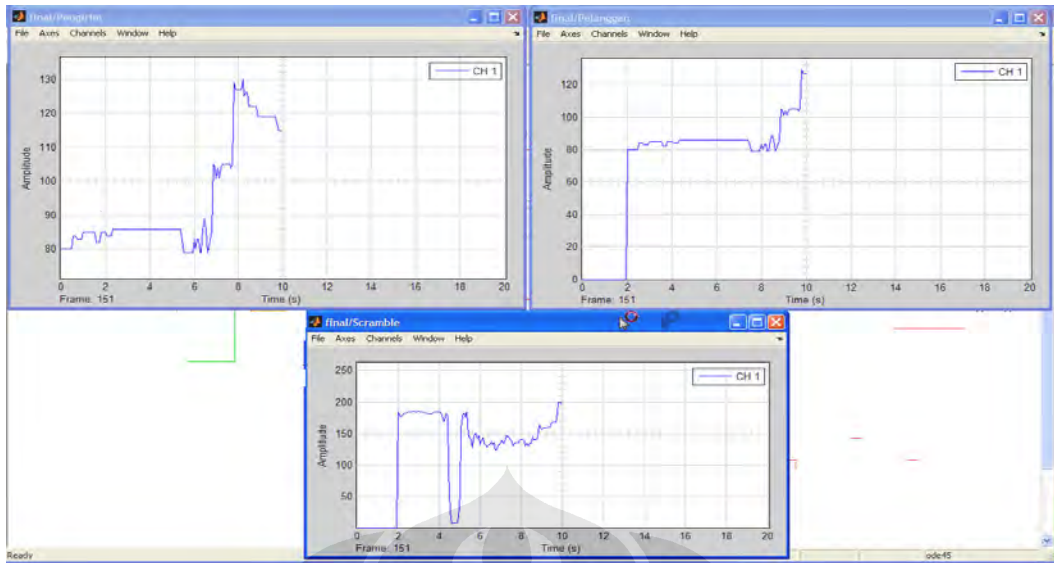 final/Pengirim
File Axes Channels Window Help
CH 1
130
120
110
100
90
80
Amplitude
0 2 4 6 8 10 12 14 16 18 20
Frame: 151 Time (s)
final/Pelanggan
File Axes Channels Window Help
CH 1
120
100
80
60
40
20
0
Amplitude
0 2 4 6 8 10 12 14 16 18 20
Frame: 151 Time (s)
final/Scramble
File Axes Channels Window Help
CH 1
250
200
150
100
50
Amplitude
0 2 4 6 8 10 12 14 16 18 20
Frame: 151 Time (s)
Ready
ode45